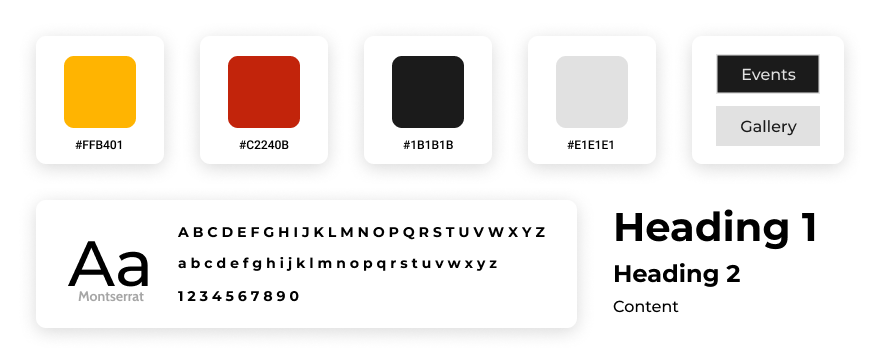 #FFB401
#C2240B
#1B1B1B
#E1E1E1
Events
Gallery
Aa
Montserrat
A B C D E F G H I J K L M N O P Q R S T U V W X Y Z
a b c d e f g h i j k l m n o p q r s t u v w x y z
1 2 3 4 5 6 7 8 9 0
Heading 1
Heading 2
Content